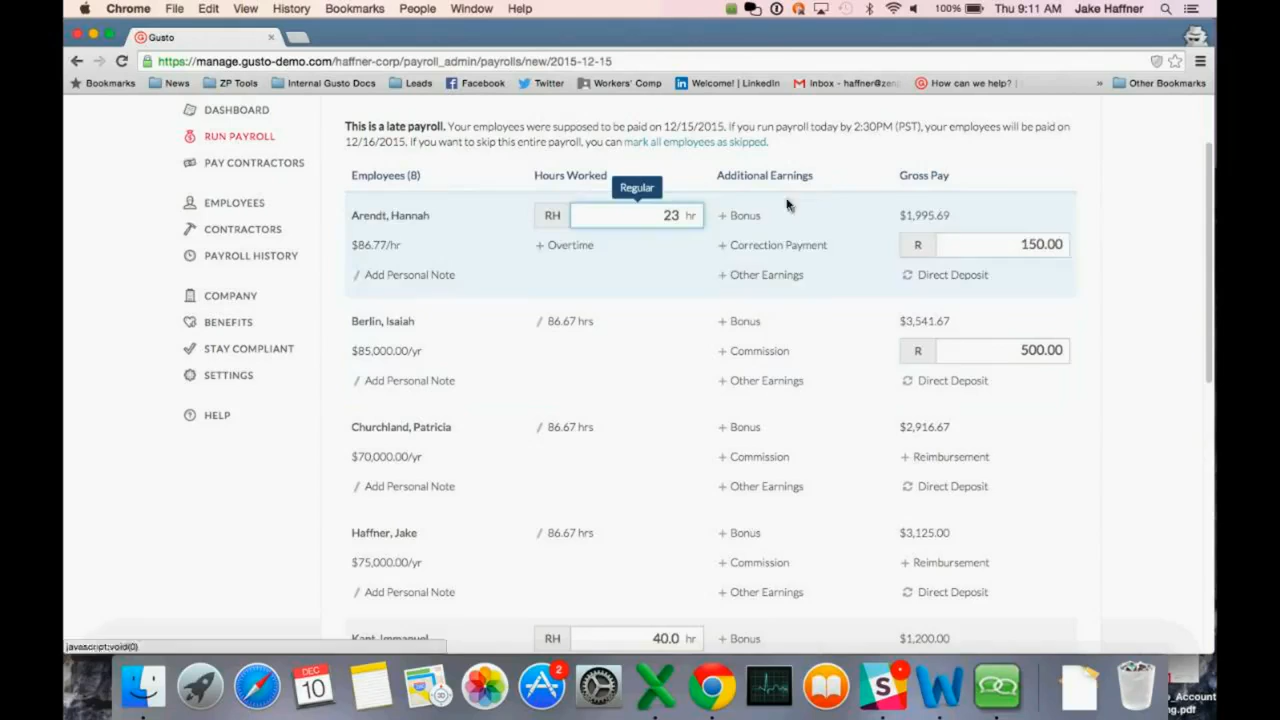 Chrome File Edit View History Bookmarks People Window Help 100% Thu 9:11 AM Jake Haffner
Gusto
https://manage.gusto-demo.com/haffner-corp/payroll_admin/payrolls/new/2015-12-15
Bookmarks News ZP Tools Internal Gusto Docs Leads Facebook Twitter Workers' Comp Welcome! | LinkedIn Inbox - haffner@zen How can we help? | » Other Bookmarks
DASHBOARD
RUN PAYROLL
PAY CONTRACTORS
EMPLOYEES
CONTRACTORS
PAYROLL HISTORY
COMPANY
BENEFITS
STAY COMPLIANT
SETTINGS
HELP
This is a late payroll. Your employees were supposed to be paid on 12/15/2015. If you run payroll today by 2:30PM (PST), your employees will be paid on
12/16/2015. If you want to skip this entire payroll, you can mark all employees as skipped.
Employees (8) Hours Worked Additional Earnings Gross Pay
Regular
Arendt, Hannah RH 23 hr + Bonus $1,995.69
$86.77/hr + Overtime + Correction Payment R 150.00
/ Add Personal Note + Other Earnings Direct Deposit
Berlin, Isaiah / 86.67 hrs + Bonus $3,541.67
$85,000.00/yr + Commission R 500.00
/ Add Personal Note + Other Earnings Direct Deposit
Churchland, Patricia / 86.67 hrs + Bonus $2,916.67
$70,000.00/yr + Commission + Reimbursement
/ Add Personal Note + Other Earnings Direct Deposit
Haffner, Jake / 86.67 hrs + Bonus $3,125.00
$75,000.00/yr + Commission + Reimbursement
/ Add Personal Note + Other Earnings Direct Deposit
Kant, Immanuel RH 40.0 hr + Bonus $1,200.00
javascript:void(0)
DEC
10
2
_Account
ng.pdf